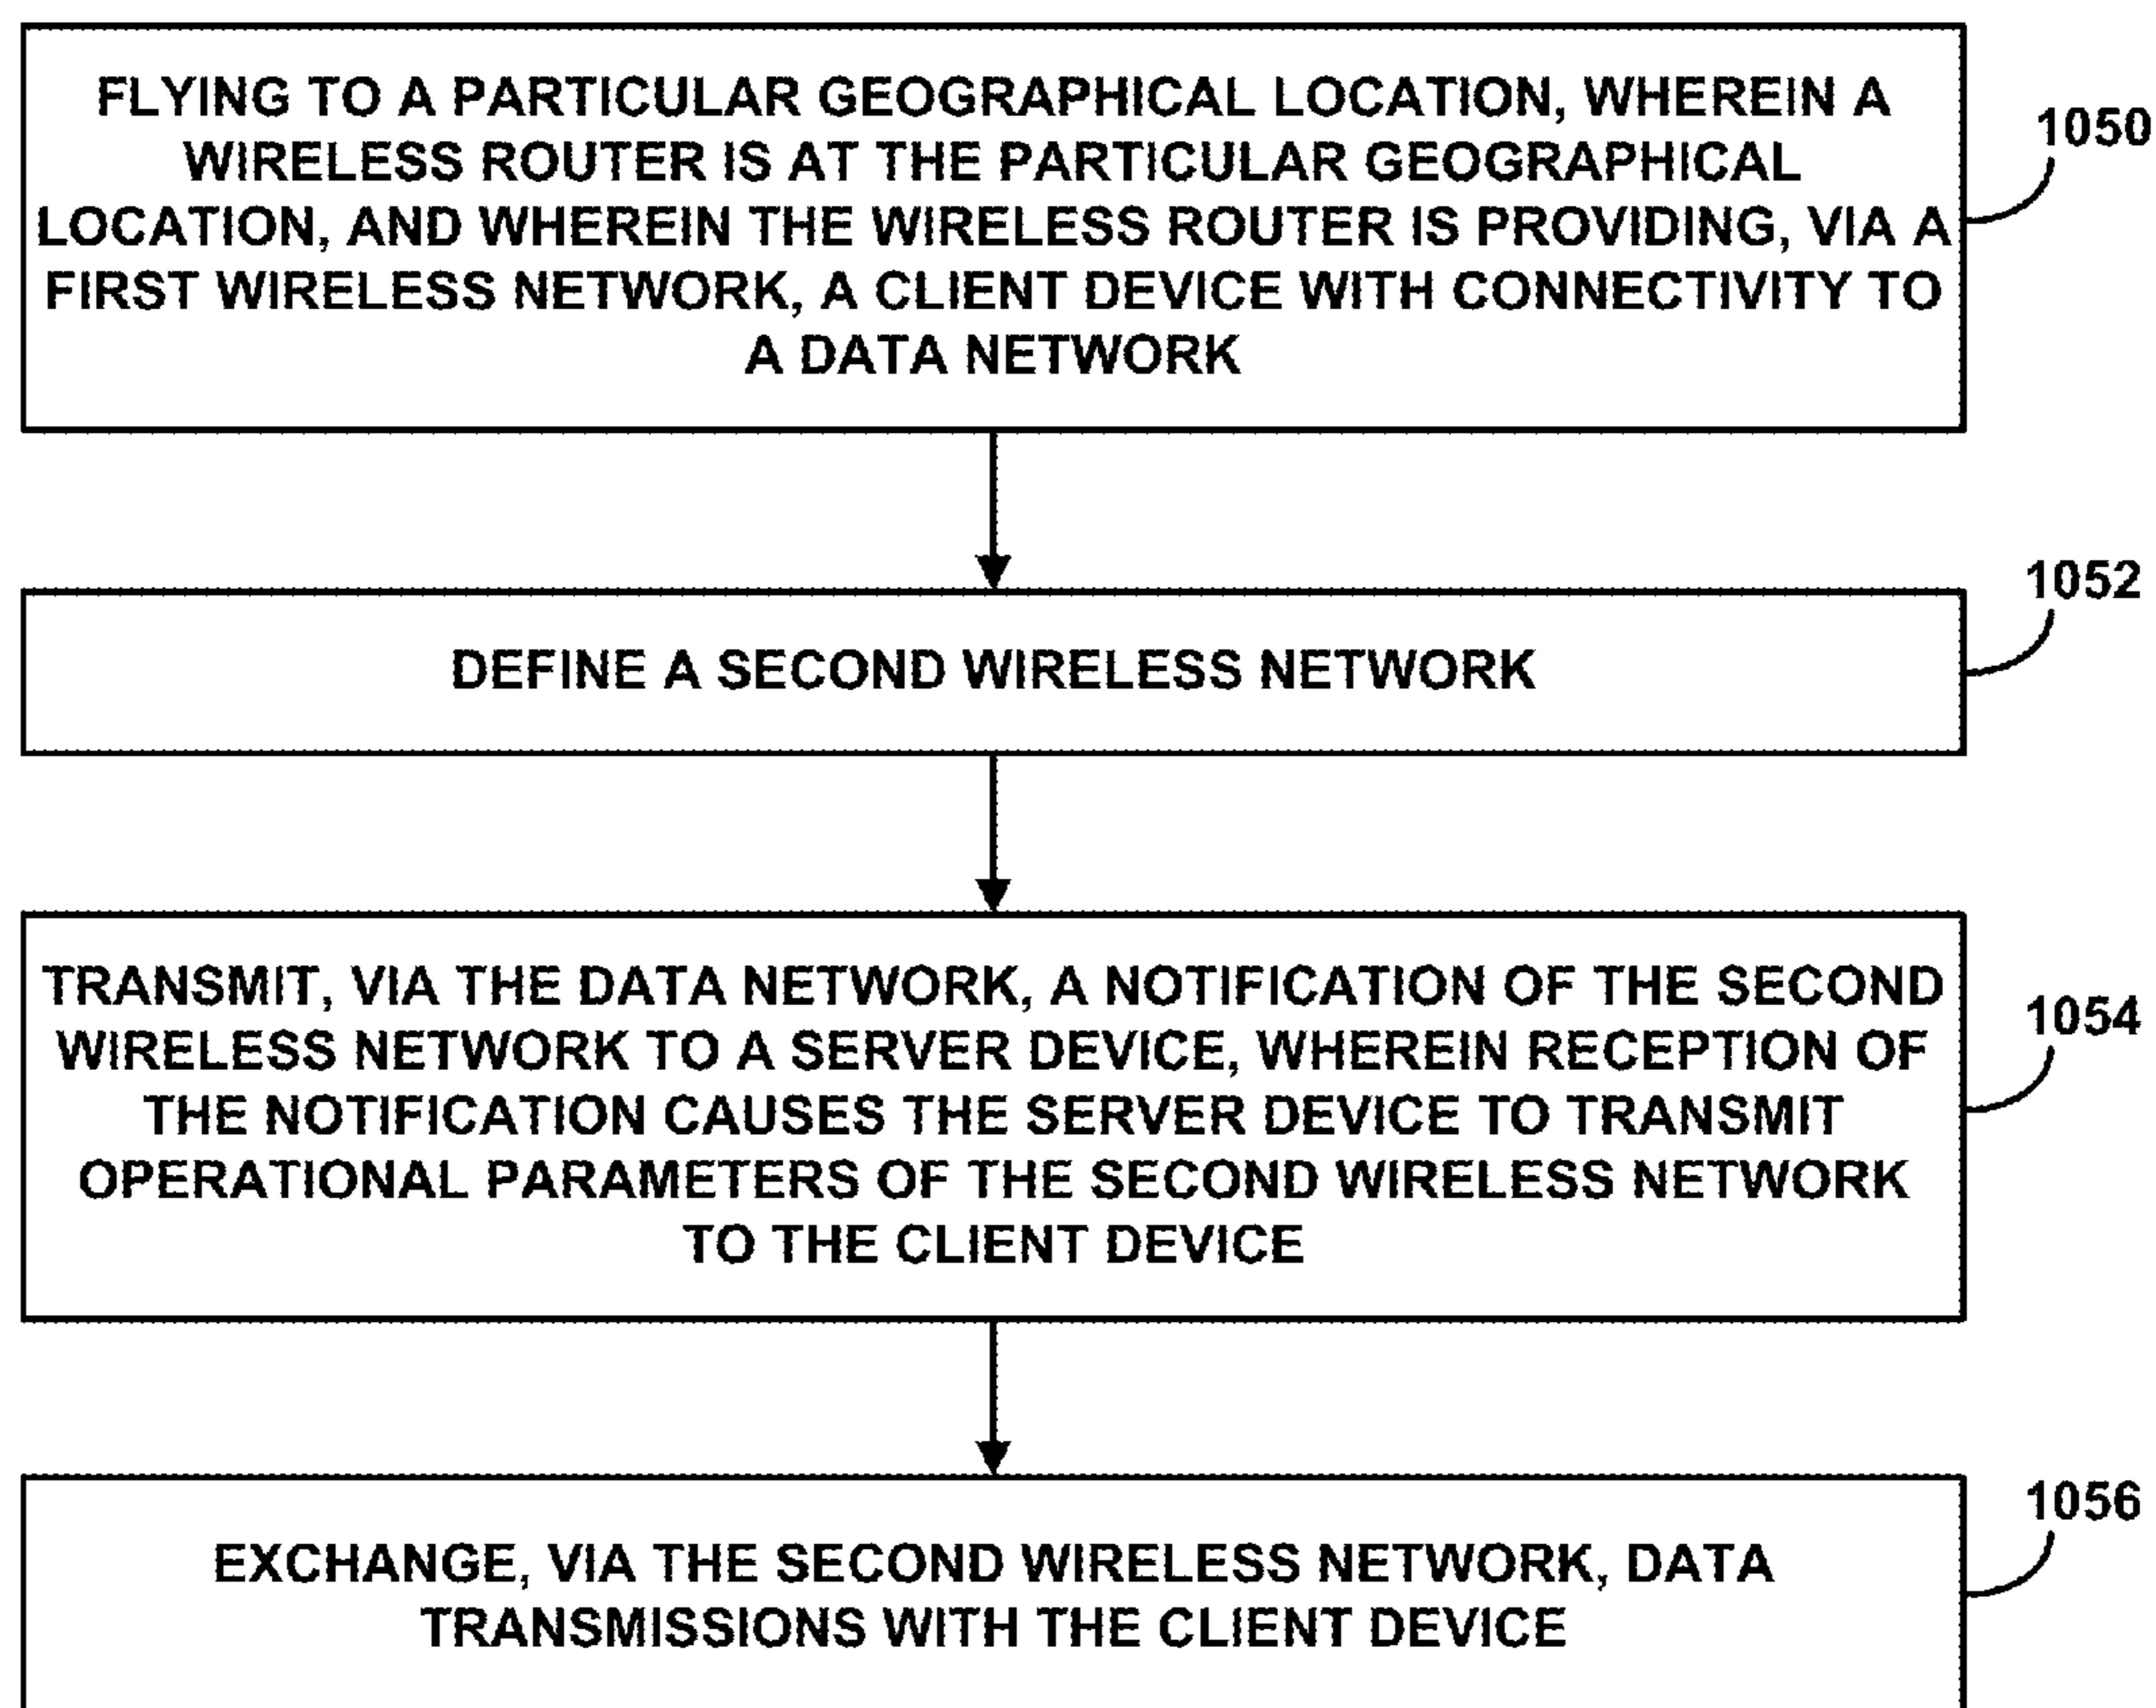 FLYING TO A PARTICULAR GEOGRAPHICAL LOCATION, WHEREIN A
WIRELESS ROUTER IS AT THE PARTICULAR GEOGRAPHICAL
LOCATION, AND WHEREIN THE WIRELESS ROUTER IS PROVIDING, VIA A
FIRST WIRELESS NETWORK, A CLIENT DEVICE WITH CONNECTIVITY TO
A DATA NETWORK
1050
1052
DEFINE A SECOND WIRELESS NETWORK
TRANSMIT, VIA THE DATA NETWORK, A NOTIFICATION OF THE SECOND
WIRELESS NETWORK TO A SERVER DEVICE, WHEREIN RECEPTION OF
THE NOTIFICATION CAUSES THE SERVER DEVICE TO TRANSMIT
OPERATIONAL PARAMETERS OF THE SECOND WIRELESS NETWORK
TO THE CLIENT DEVICE
1054
1056
EXCHANGE, VIA THE SECOND WIRELESS NETWORK, DATA
TRANSMISSIONS WITH THE CLIENT DEVICE